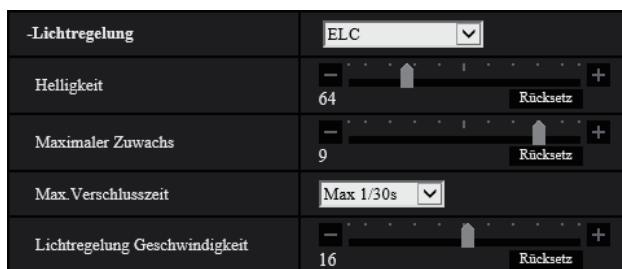 -Lichtregelung ELC
Helligkeit
− +
64 Rücksetz
Maximaler Zuwachs
− +
9 Rücksetz
Max.Verschlusszeit Max 1/30s
Lichtregelung Geschwindigkeit
− +
16 Rücksetz